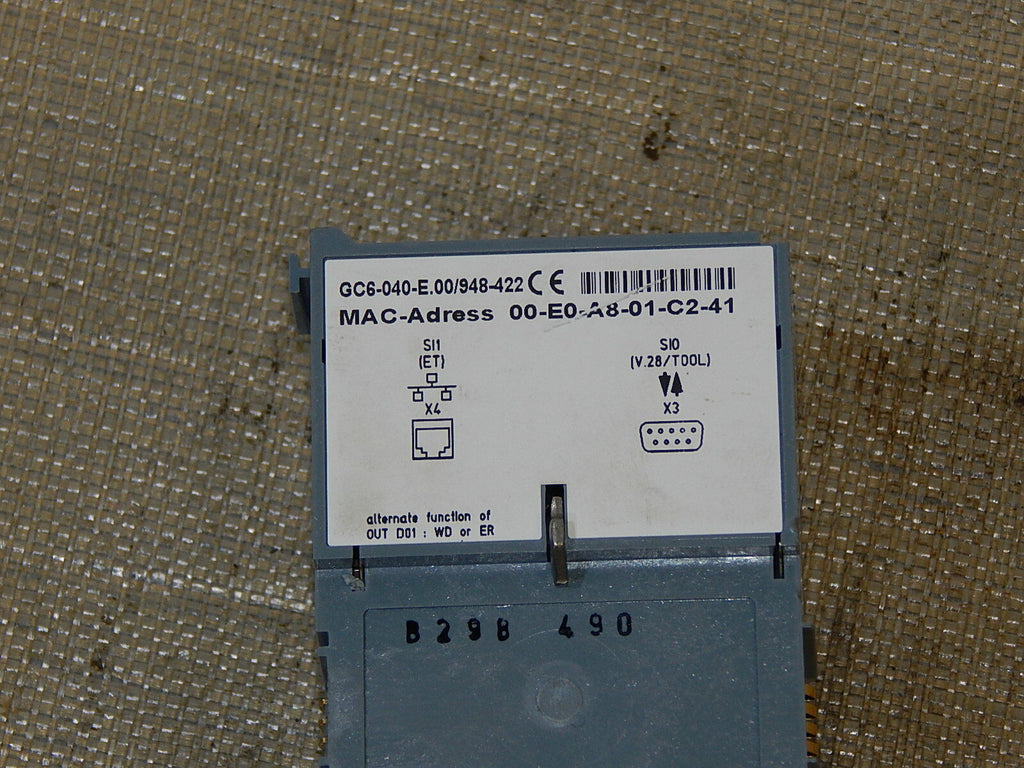 GC6-040-E.00/948-422 CE
MAC-Adress 00-E0-A8-01-C2-41
SI1 SI0
(ET) (V.28/TOOL)
X4 X3
alternate function of
OUT D01 : WD or ER
B298 490